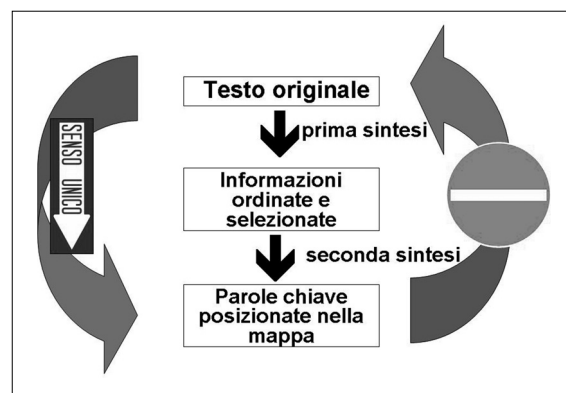 Testo originale
prima sintesi
Informazioni
ordinate e
selezionate
seconda sintesi
Parole chiave
posizionate nella
mappa
SENSO UNICO